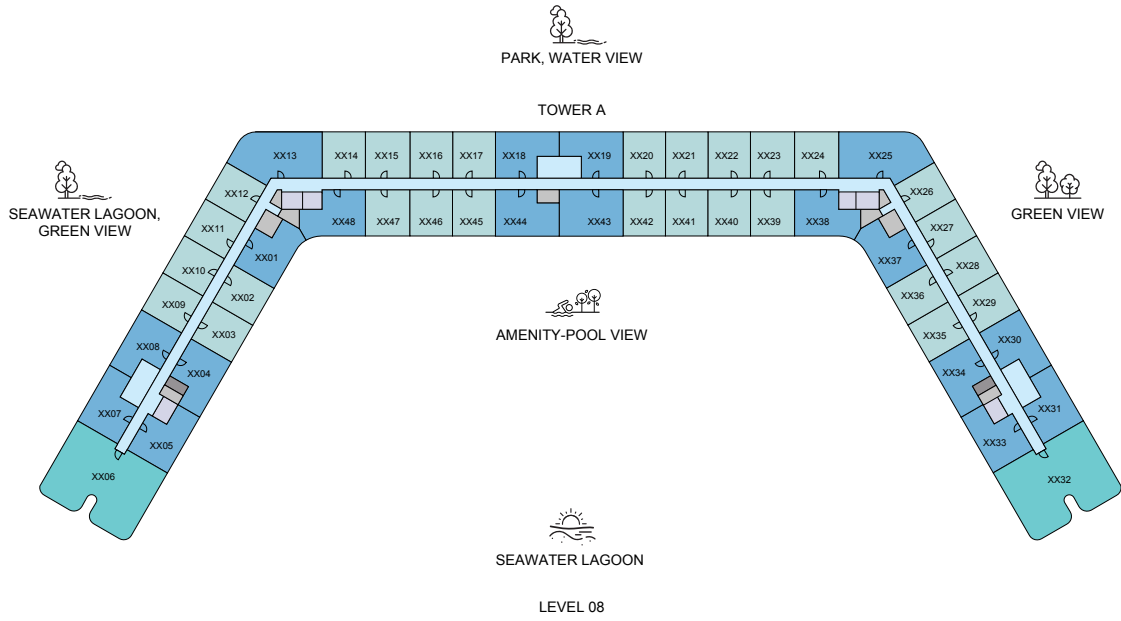 PARK, WATER VIEW
TOWER A
XX13
XX14
XX15
XX16
XX17
XX18
XX19
XX20
XX21
XX22
XX23
XX24
XX25
XX12
XX26
SEAWATER LAGOON,
GREEN VIEW
GREEN VIEW
XX48
XX47
XX46
XX45
XX44
XX43
XX42
XX41
XX40
XX39
XX38
XX11
XX01
XX37
XX27
XX10
XX02
XX36
XX28
XX09
XX03
XX35
XX29
AMENITY-POOL VIEW
XX08
XX04
XX34
XX30
XX07
XX05
XX33
XX31
XX06
XX32
SEAWATER LAGOON
LEVEL 08